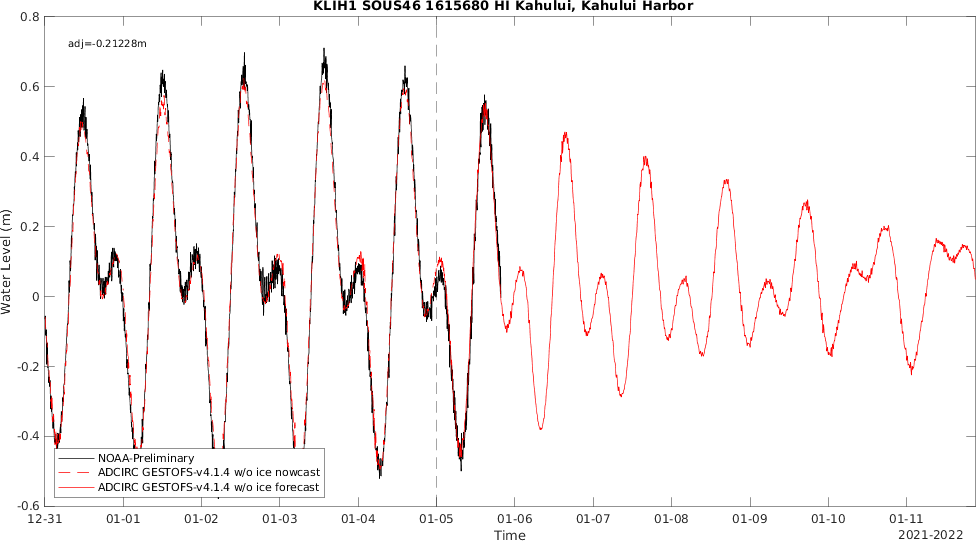 KLIH1 SOUS46 1615680 HI Kahului, Kahului Harbor
adj=-0.21228m
Water Level (m)
0.8
0.6
0.4
0.2
0
-0.2
-0.4
-0.6
NOAA-Preliminary
ADCIRC GESTOFS-v4.1.4 w/o ice nowcast
ADCIRC GESTOFS-v4.1.4 w/o ice forecast
12-31 01-01 01-02 01-03 01-04 01-05 01-06 01-07 01-08 01-09 01-10 01-11
Time
2021-2022